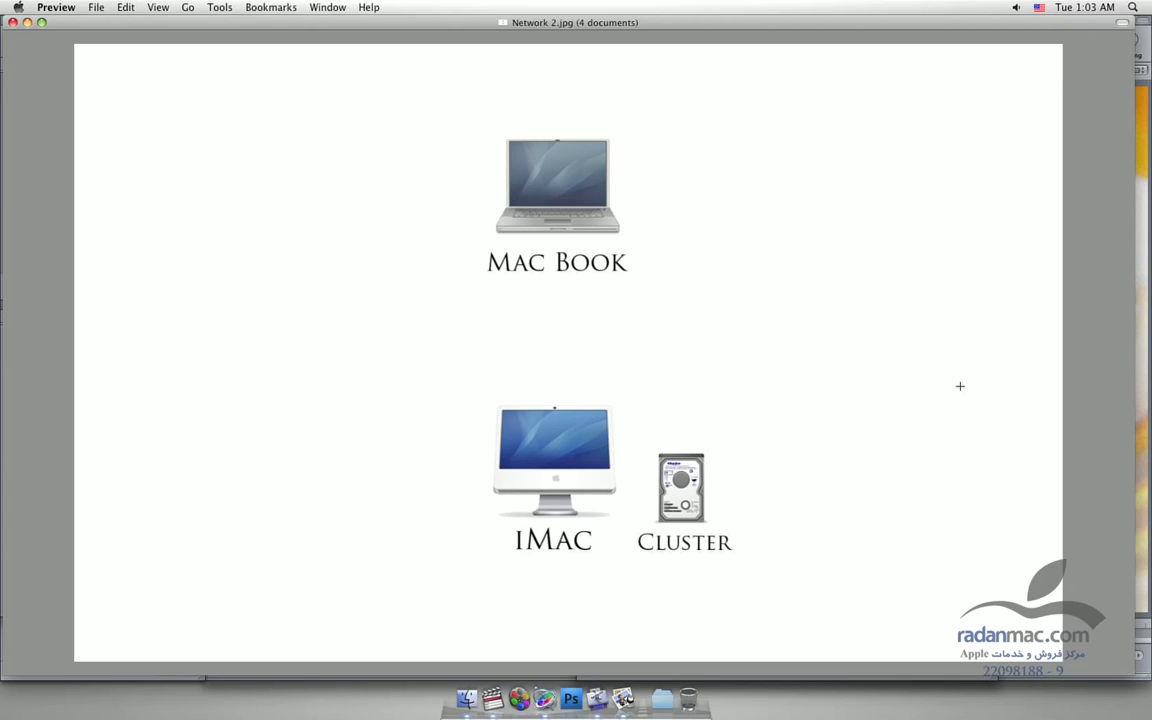 Preview File Edit View Go Tools Bookmarks Window Help Tue 1:03 AM
Network 2.jpg (4 documents)
Mac Book
iMac
Cluster
radanmac.com
مرکز فروش و خدمات Apple
22098188 - 9
Ps